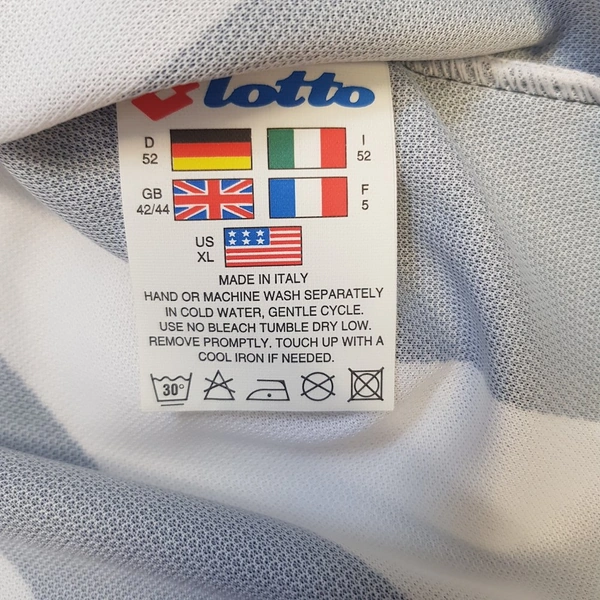 lotto
D 52 I 52
GB 42/44 F 5
US XL
MADE IN ITALY
HAND OR MACHINE WASH SEPARATELY
IN COLD WATER, GENTLE CYCLE.
USE NO BLEACH TUMBLE DRY LOW.
REMOVE PROMPTLY. TOUCH UP WITH A
COOL IRON IF NEEDED.
30°